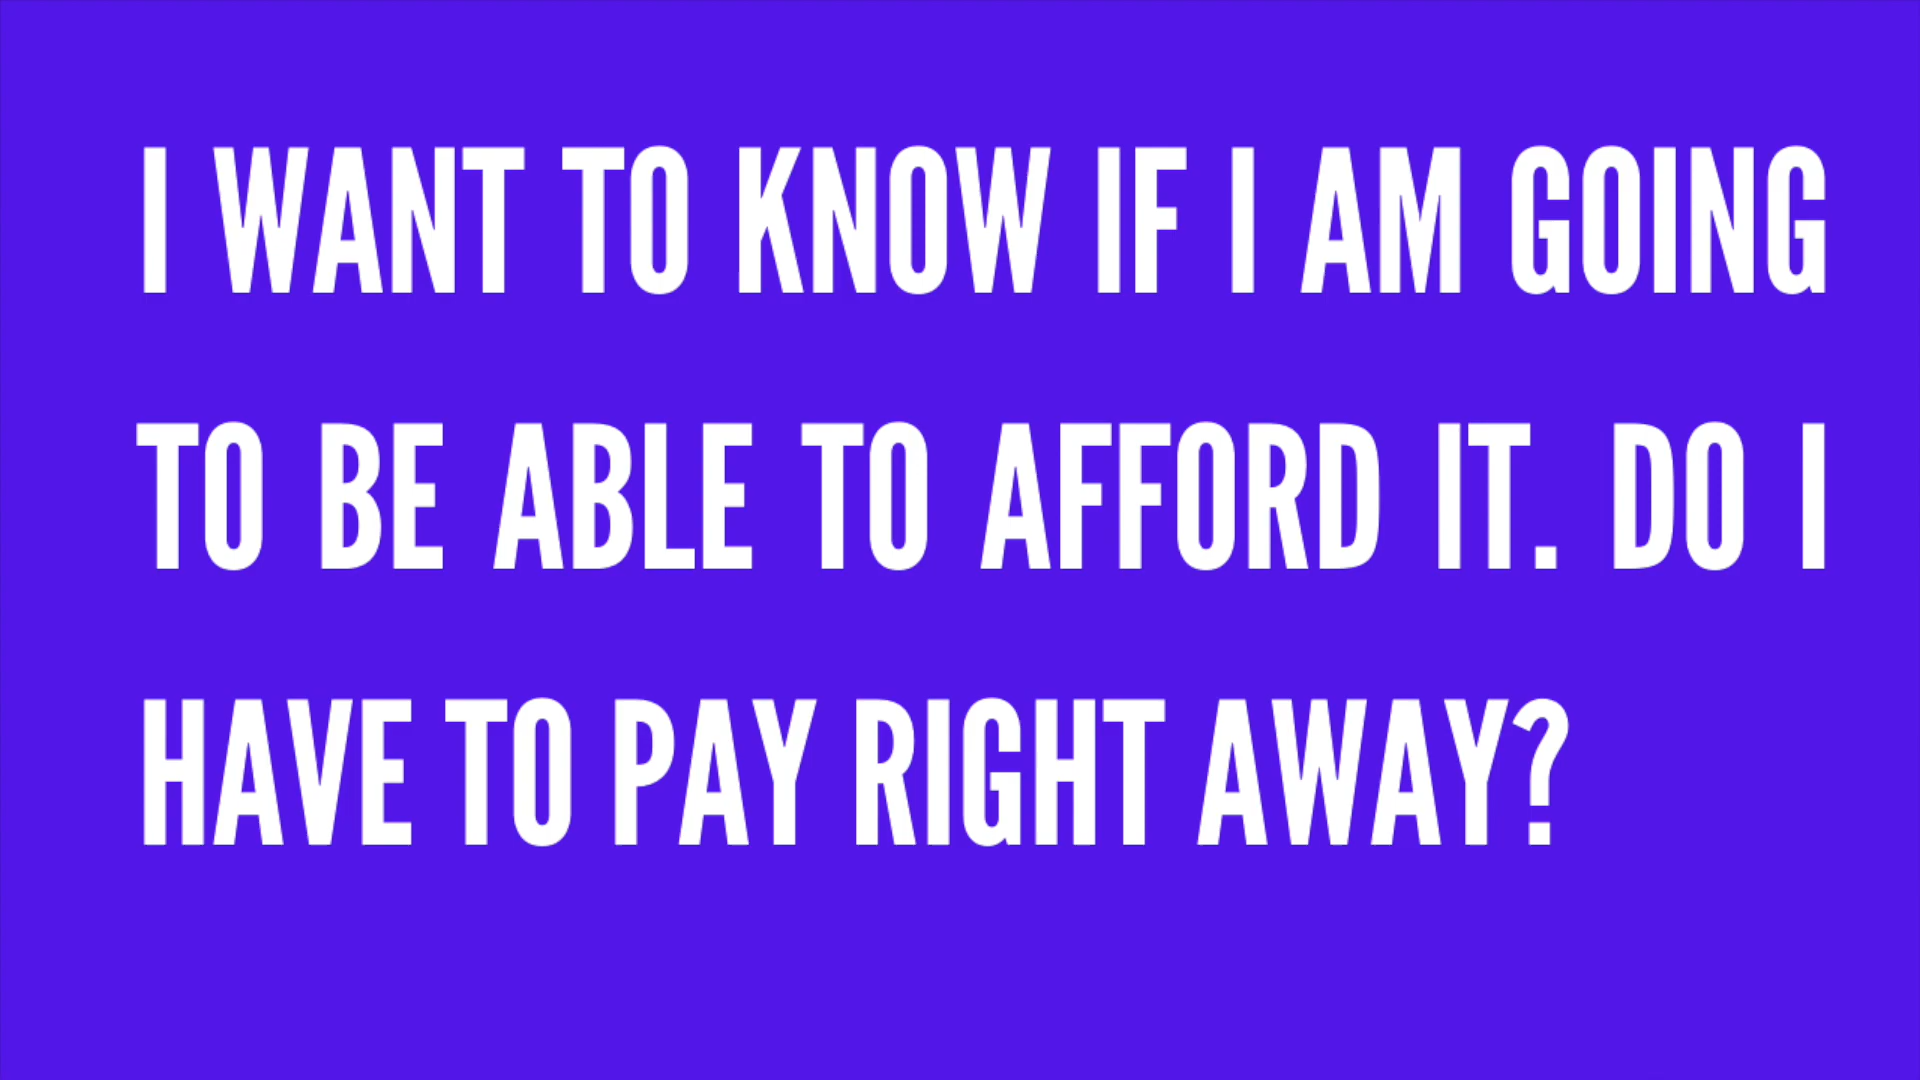 I WANT TO KNOW IF I AM GOING
TO BE ABLE TO AFFORD IT. DO I
HAVE TO PAY RIGHT AWAY?